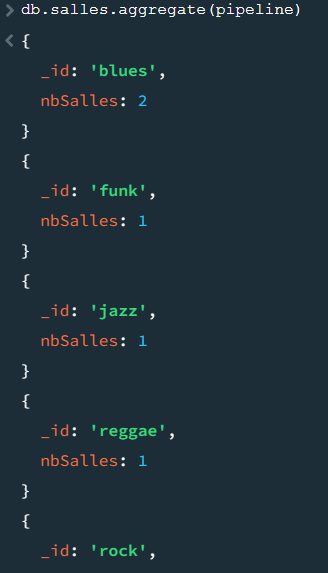 > db.salles.aggregate(pipeline)
< {
_id: 'blues',
nbSalles: 2
}
{
_id: 'funk',
nbSalles: 1
}
{
_id: 'jazz',
nbSalles: 1
}
{
_id: 'reggae',
nbSalles: 1
}
{
_id: 'rock',